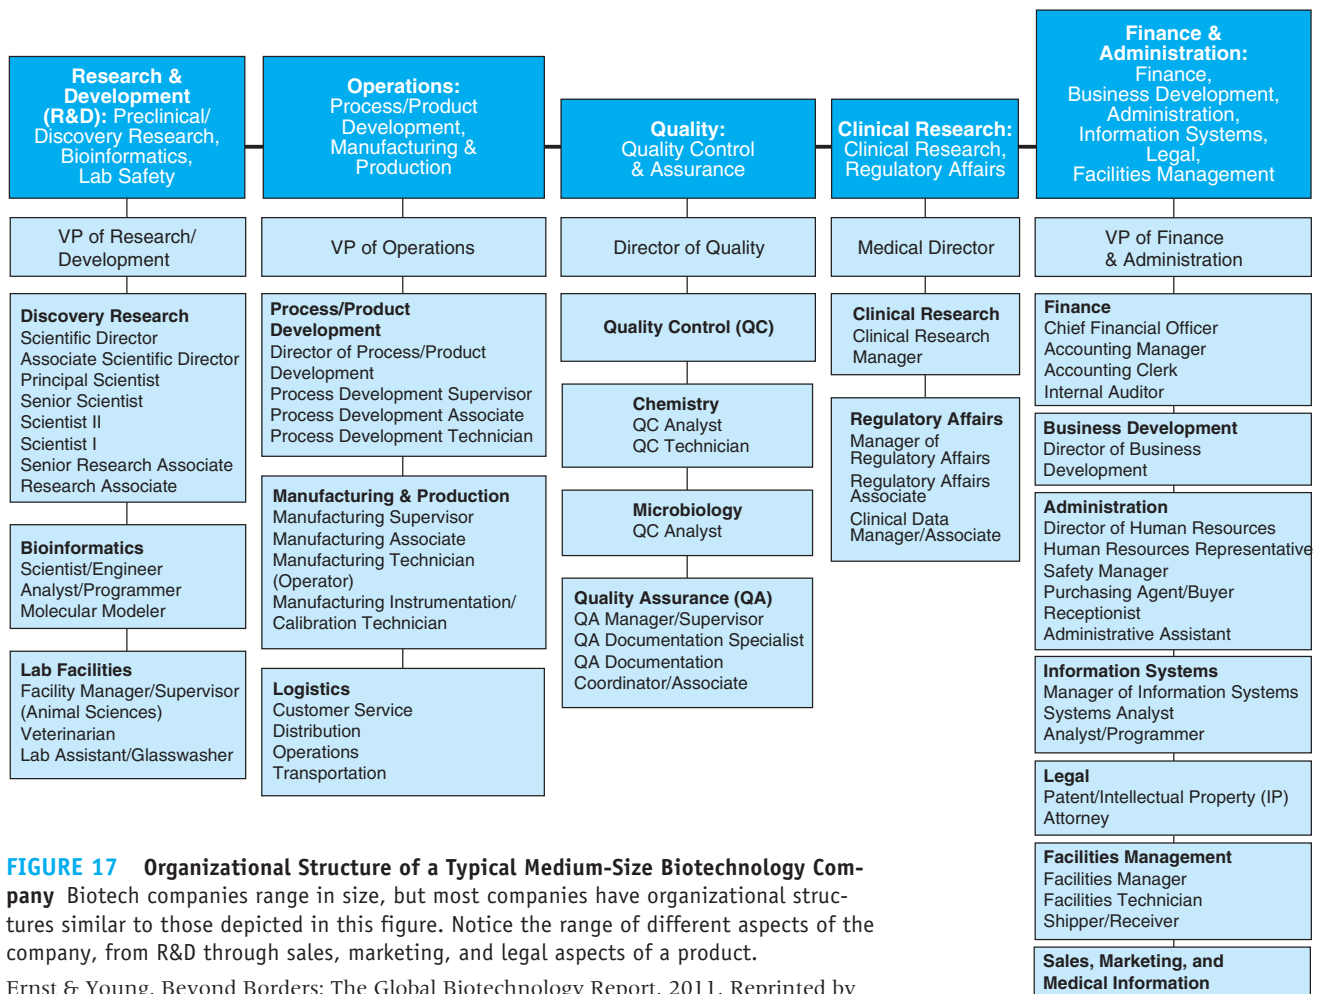 Research &
Development
(R&D): Preclinical/
Discovery Research,
Bioinformatics,
Lab Safety
Operations:
Process/Product
Development,
Manufacturing &
Production
Quality:
Quality Control
& Assurance
Clinical Research:
Clinical Research,
Regulatory Affairs
Finance &
Administration:
Finance,
Business Development,
Administration,
Information Systems,
Legal,
Facilities Management
VP of Research/
Development
VP of Operations
Director of Quality
Medical Director
VP of Finance
& Administration
Discovery Research
Scientific Director
Associate Scientific Director
Principal Scientist
Senior Scientist
Scientist II
Scientist I
Senior Research Associate
Research Associate
Bioinformatics
Scientist/Engineer
Analyst/Programmer
Molecular Modeler
Lab Facilities
Facility Manager/Supervisor
(Animal Sciences)
Veterinarian
Lab Assistant/Glasswasher
Process/Product
Development
Director of Process/Product
Development
Process Development Supervisor
Process Development Associate
Process Development Technician
Manufacturing & Production
Manufacturing Supervisor
Manufacturing Associate
Manufacturing Technician
(Operator)
Manufacturing Instrumentation/
Calibration Technician
Logistics
Customer Service
Distribution
Operations
Transportation
Quality Control (QC)
Chemistry
QC Analyst
QC Technician
Microbiology
QC Analyst
Quality Assurance (QA)
QA Manager/Supervisor
QA Documentation Specialist
QA Documentation
Coordinator/Associate
Clinical Research
Clinical Research
Manager
Regulatory Affairs
Manager of
Regulatory Affairs
Regulatory Affairs
Associate
Clinical Data
Manager/Associate
Finance
Chief Financial Officer
Accounting Manager
Accounting Clerk
Internal Auditor
Business Development
Director of Business
Development
Administration
Director of Human Resources
Human Resources Representative
Safety Manager
Purchasing Agent/Buyer
Receptionist
Administrative Assistant
Information Systems
Manager of Information Systems
Systems Analyst
Analyst/Programmer
Legal
Patent/Intellectual Property (IP)
Attorney
Facilities Management
Facilities Manager
Facilities Technician
Shipper/Receiver
Sales, Marketing, and
Medical Information
FIGURE 17 Organizational Structure of a Typical Medium-Size Biotechnology Com-
pany Biotech companies range in size, but most companies have organizational struc-
tures similar to those depicted in this figure. Notice the range of different aspects of the
company, from R&D through sales, marketing, and legal aspects of a product.
Ernst & Young, Beyond Borders: The Global Biotechnology Report, 2011. Reprinted by